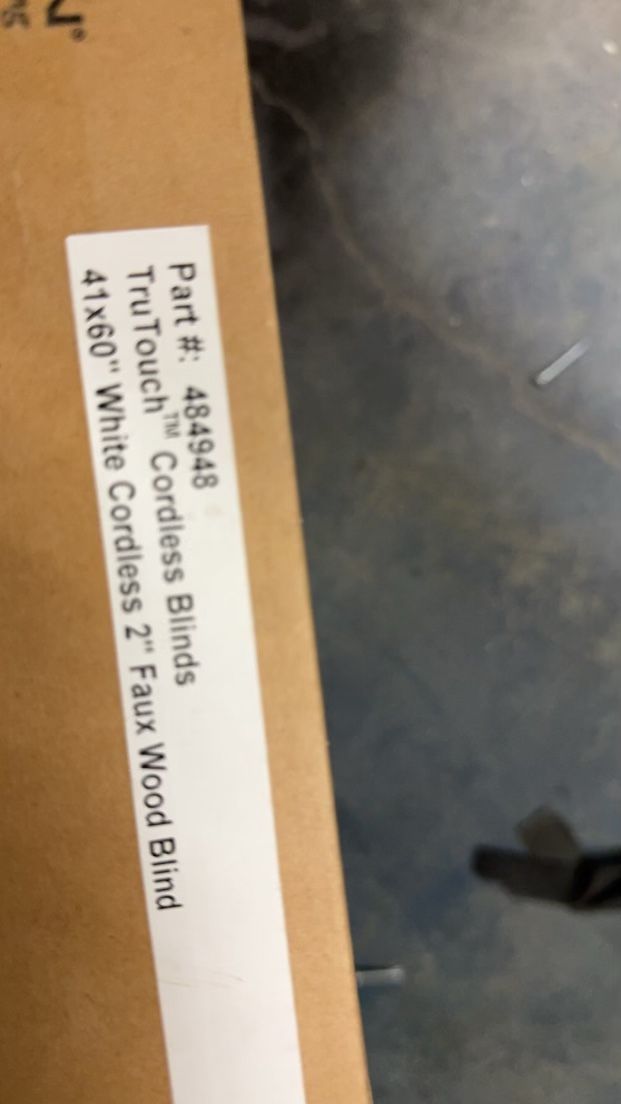 N®
Part #: 484948
TruTouch™ Cordless Blinds
41x60" White Cordless 2" Faux Wood Blind